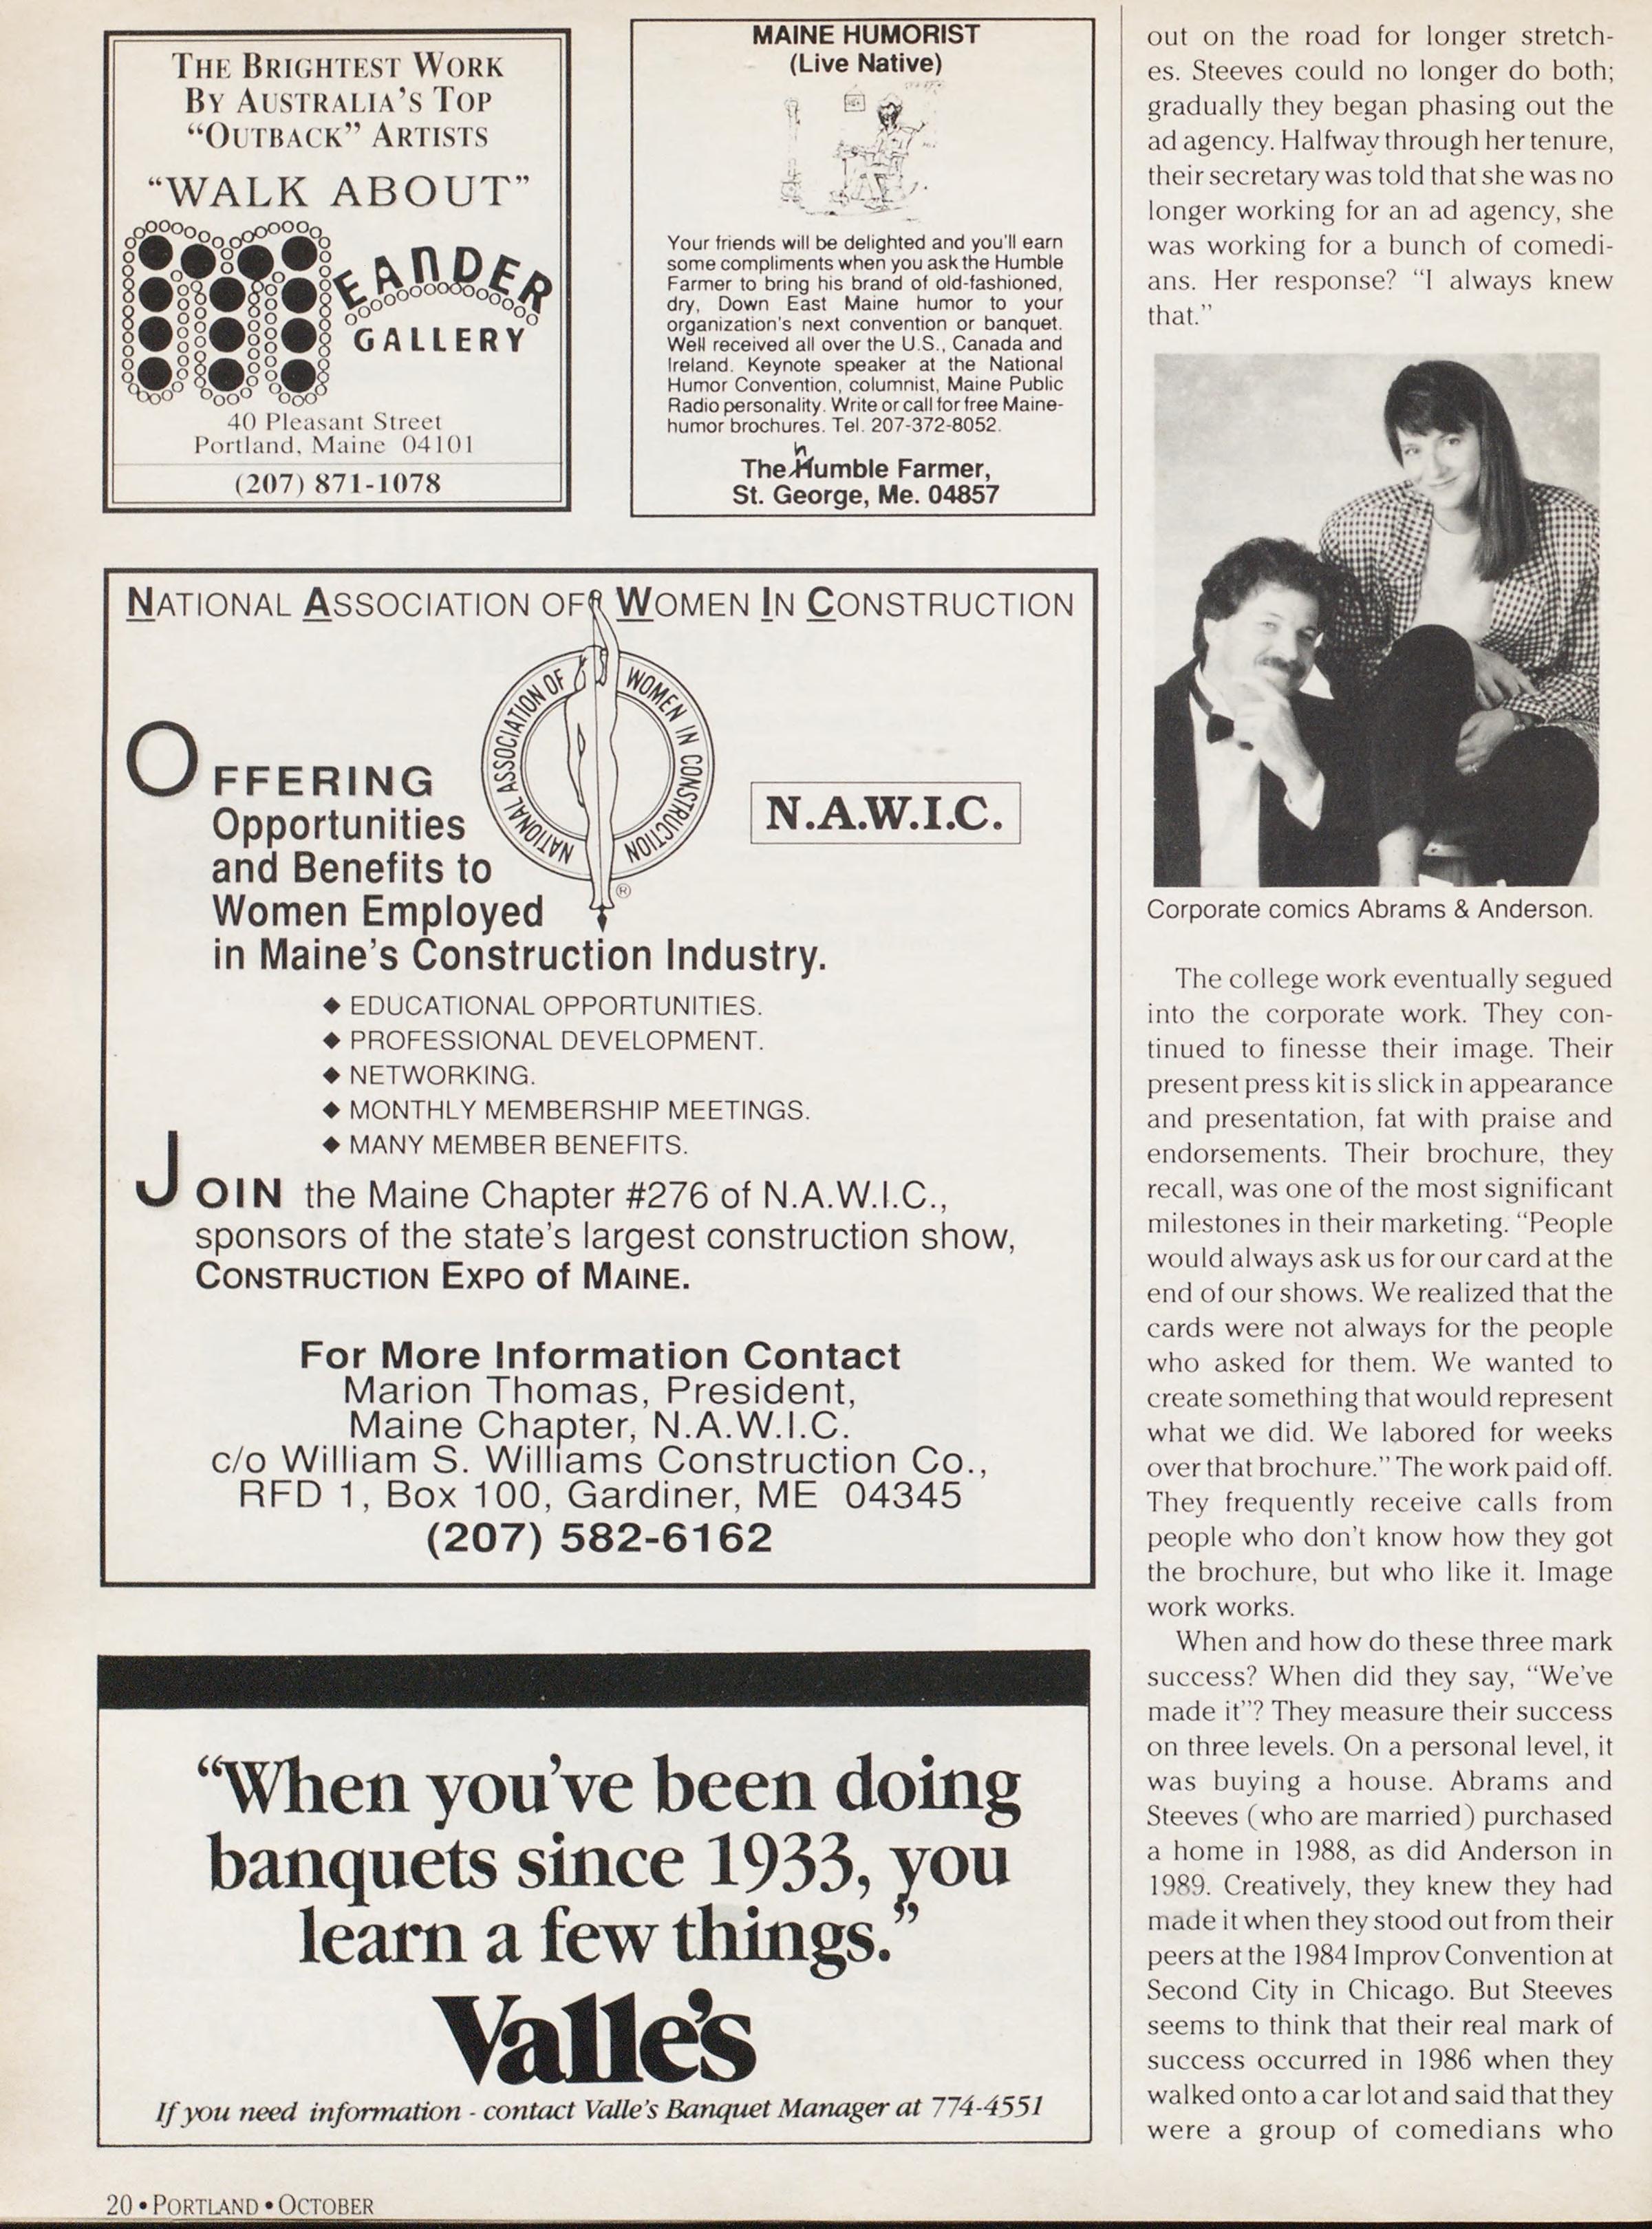 THE BRIGHTEST WORK
BY AUSTRALIA'S TOP
"OUTBACK" ARTISTS
"WALK ABOUT"
MEANDER
GALLERY
40 Pleasant Street
Portland, Maine 04101
(207) 871-1078
MAINE HUMORIST
(Live Native)
Your friends will be delighted and you'll earn
some compliments when you ask the Humble
Farmer to bring his brand of old-fashioned,
dry, Down East Maine humor to your
organization's next convention or banquet.
Well received all over the U.S., Canada and
Ireland. Keynote speaker at the National
Humor Convention, columnist, Maine Public
Radio personality. Write or call for free Maine-
humor brochures. Tel. 207-372-8052.
h
The Humble Farmer,
St. George, Me. 04857
NATIONAL ASSOCIATION OF WOMEN IN CONSTRUCTION
NATIONAL ASSOCIATION OF WOMEN IN CONSTRUCTION
®
N.A.W.I.C.
OFFERING
Opportunities
and Benefits to
Women Employed
in Maine's Construction Industry.
◆ EDUCATIONAL OPPORTUNITIES.
◆ PROFESSIONAL DEVELOPMENT.
◆ NETWORKING.
◆ MONTHLY MEMBERSHIP MEETINGS.
◆ MANY MEMBER BENEFITS.
JOIN the Maine Chapter #276 of N.A.W.I.C.,
sponsors of the state's largest construction show,
CONSTRUCTION EXPO of MAINE.
For More Information Contact
Marion Thomas, President,
Maine Chapter, N.A.W.I.C.
c/o William S. Williams Construction Co.,
RFD 1, Box 100, Gardiner, ME 04345
(207) 582-6162
"When you've been doing
banquets since 1933, you
learn a few things."
Valle's
If you need information - contact Valle's Banquet Manager at 774-4551
out on the road for longer stretch-
es. Steeves could no longer do both;
gradually they began phasing out the
ad agency. Halfway through her tenure,
their secretary was told that she was no
longer working for an ad agency, she
was working for a bunch of comedi-
ans. Her response? "I always knew
that."
Corporate comics Abrams & Anderson.
The college work eventually segued
into the corporate work. They con-
tinued to finesse their image. Their
present press kit is slick in appearance
and presentation, fat with praise and
endorsements. Their brochure, they
recall, was one of the most significant
milestones in their marketing. "People
would always ask us for our card at the
end of our shows. We realized that the
cards were not always for the people
who asked for them. We wanted to
create something that would represent
what we did. We labored for weeks
over that brochure." The work paid off.
They frequently receive calls from
people who don't know how they got
the brochure, but who like it. Image
work works.
When and how do these three mark
success? When did they say, "We've
made it"? They measure their success
on three levels. On a personal level, it
was buying a house. Abrams and
Steeves (who are married) purchased
a home in 1988, as did Anderson in
1989. Creatively, they knew they had
made it when they stood out from their
peers at the 1984 Improv Convention at
Second City in Chicago. But Steeves
seems to think that their real mark of
success occurred in 1986 when they
walked onto a car lot and said that they
were a group of comedians who
20 • PORTLAND • OCTOBER